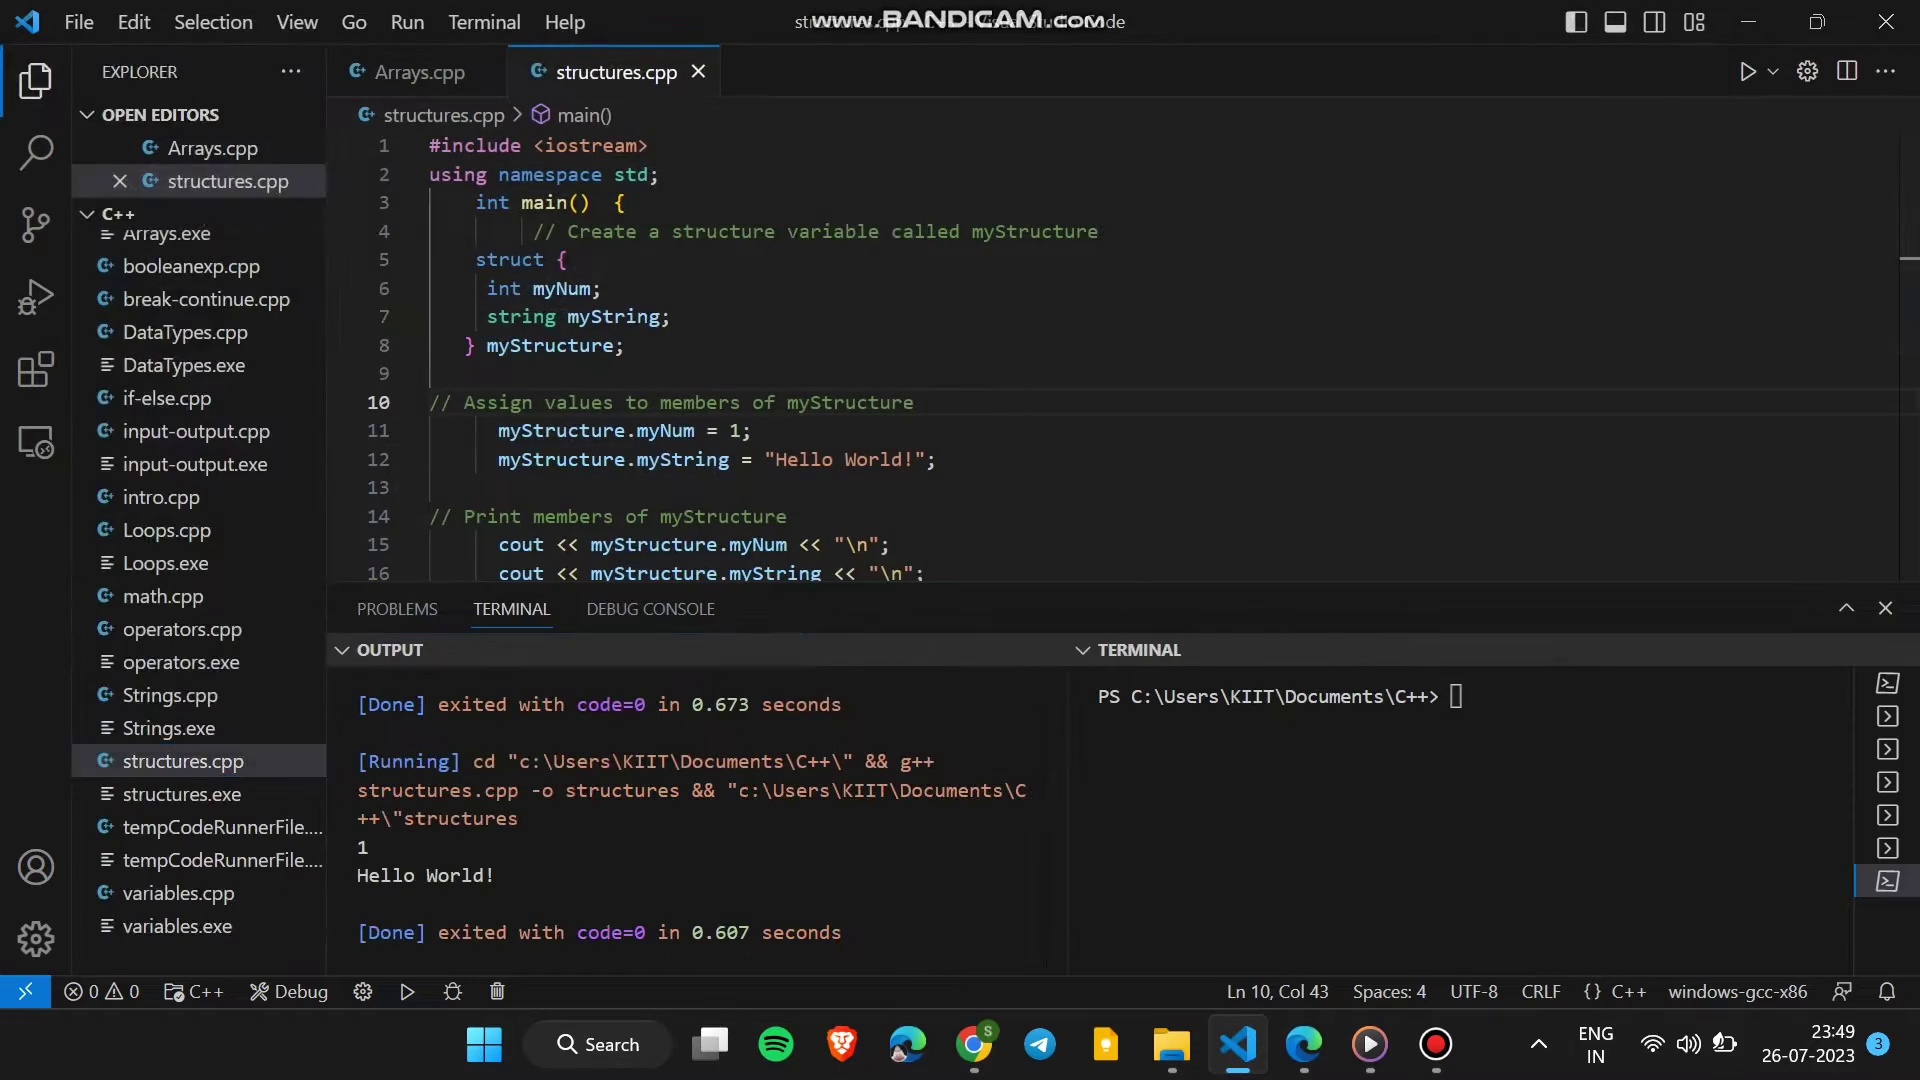 File Edit Selection View Go Run Terminal Help
www.BANDICAM.com
EXPLORER
Arrays.cpp
structures.cpp
OPEN EDITORS
Arrays.cpp
structures.cpp
C++
Arrays.exe
booleanexp.cpp
break-continue.cpp
DataTypes.cpp
DataTypes.exe
if-else.cpp
input-output.cpp
input-output.exe
intro.cpp
Loops.cpp
Loops.exe
math.cpp
operators.cpp
operators.exe
Strings.cpp
Strings.exe
structures.cpp
structures.exe
tempCodeRunnerFile....
tempCodeRunnerFile....
variables.cpp
variables.exe
structures.cpp > main()
1 #include <iostream>
2 using namespace std;
3 int main() {
4 // Create a structure variable called myStructure
5 struct {
6 int myNum;
7 string myString;
8 } myStructure;
9
10 // Assign values to members of myStructure
11 myStructure.myNum = 1;
12 myStructure.myString = "Hello World!";
13
14 // Print members of myStructure
15 cout << myStructure.myNum << "\n";
16 cout << myStructure.myString << "\n";
PROBLEMS TERMINAL DEBUG CONSOLE
OUTPUT
[Done] exited with code=0 in 0.673 seconds
[Running] cd "c:\Users\KIIT\Documents\C++\" && g++
structures.cpp -o structures && "c:\Users\KIIT\Documents\C
++\"structures
1
Hello World!
[Done] exited with code=0 in 0.607 seconds
TERMINAL
PS C:\Users\KIIT\Documents\C++>
0 0 C++ Debug
Ln 10, Col 43 Spaces: 4 UTF-8 CRLF {} C++ windows-gcc-x86
Search
S
ENG
IN
23:49
26-07-2023
3